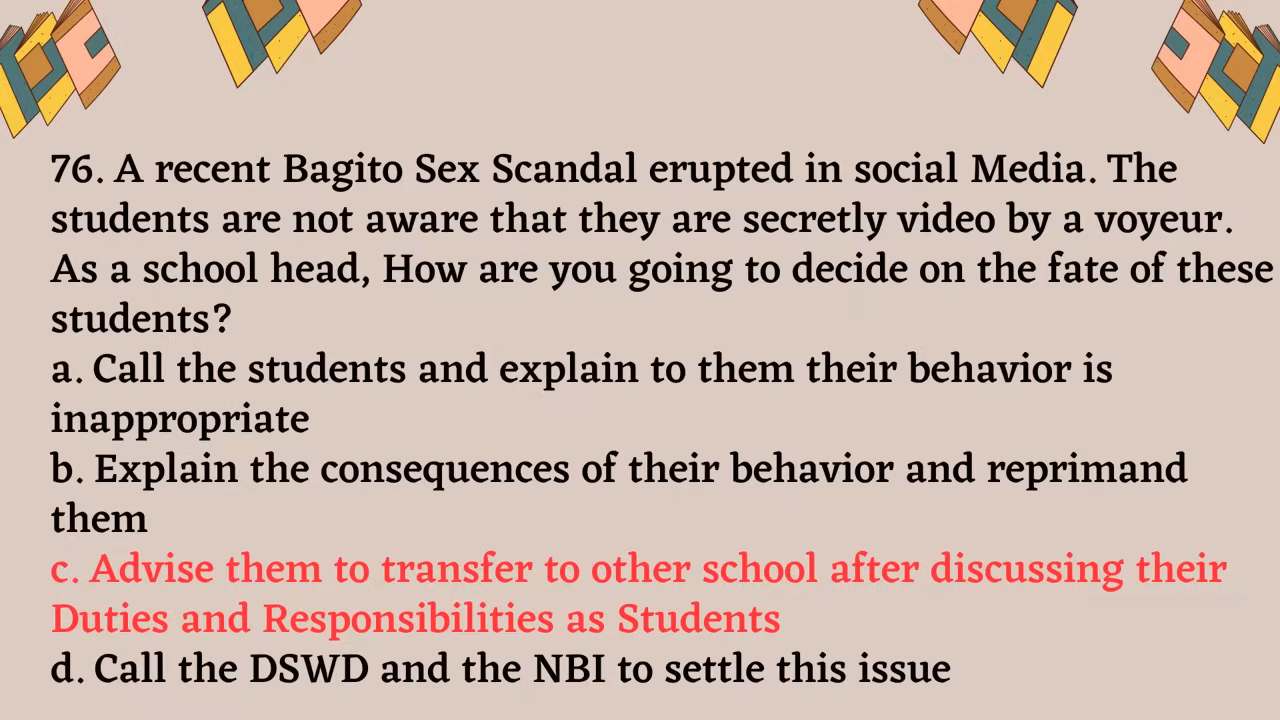 76. A recent Bagito Sex Scandal erupted in social Media. The
students are not aware that they are secretly video by a voyeur.
As a school head, How are you going to decide on the fate of these
students?
a. Call the students and explain to them their behavior is
inappropriate
b. Explain the consequences of their behavior and reprimand
them
c. Advise them to transfer to other school after discussing their
Duties and Responsibilities as Students
d. Call the DSWD and the NBI to settle this issue